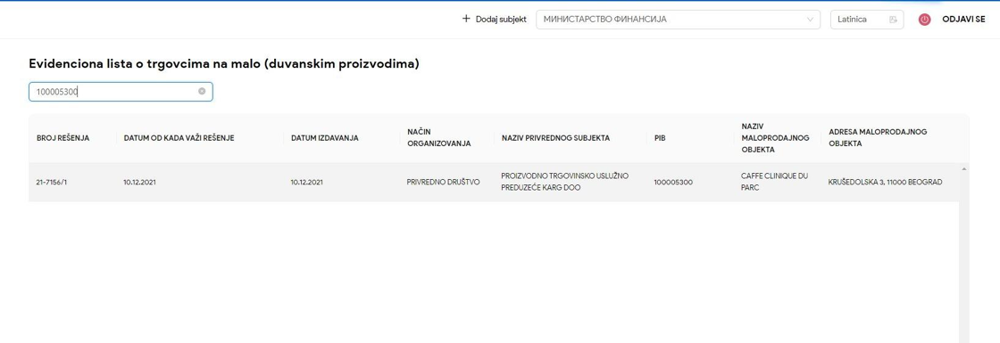 + Dodaj subjekt МИНИСТАРСТВО ФИНАНСИЈА Latinica ODJAVI SE
Evidenciona lista o trgovcima na malo (duvanskim proizvodima)
100005300
BROJ REŠENJA
DATUM OD KADA VAŽI REŠENJE
DATUM IZDAVANJA
NAČIN
ORGANIZOVANJA
NAZIV PRIVREDNOG SUBJEKTA
PIB
NAZIV
MALOPRODAJNOG
OBJEKTA
ADRESA MALOPRODAJNOG
OBJEKTA
21-7156/1
10.12.2021
10.12.2021
PRIVREDNO DRUŠTVO
PROIZVODNO TRGOVINSKO USLUŽNO
PREDUZEĆE KARG DOO
100005300
CAFFE CLINIQUE DU
PARC
KRUŠEDOLSKA 3, 11000 BEOGRAD